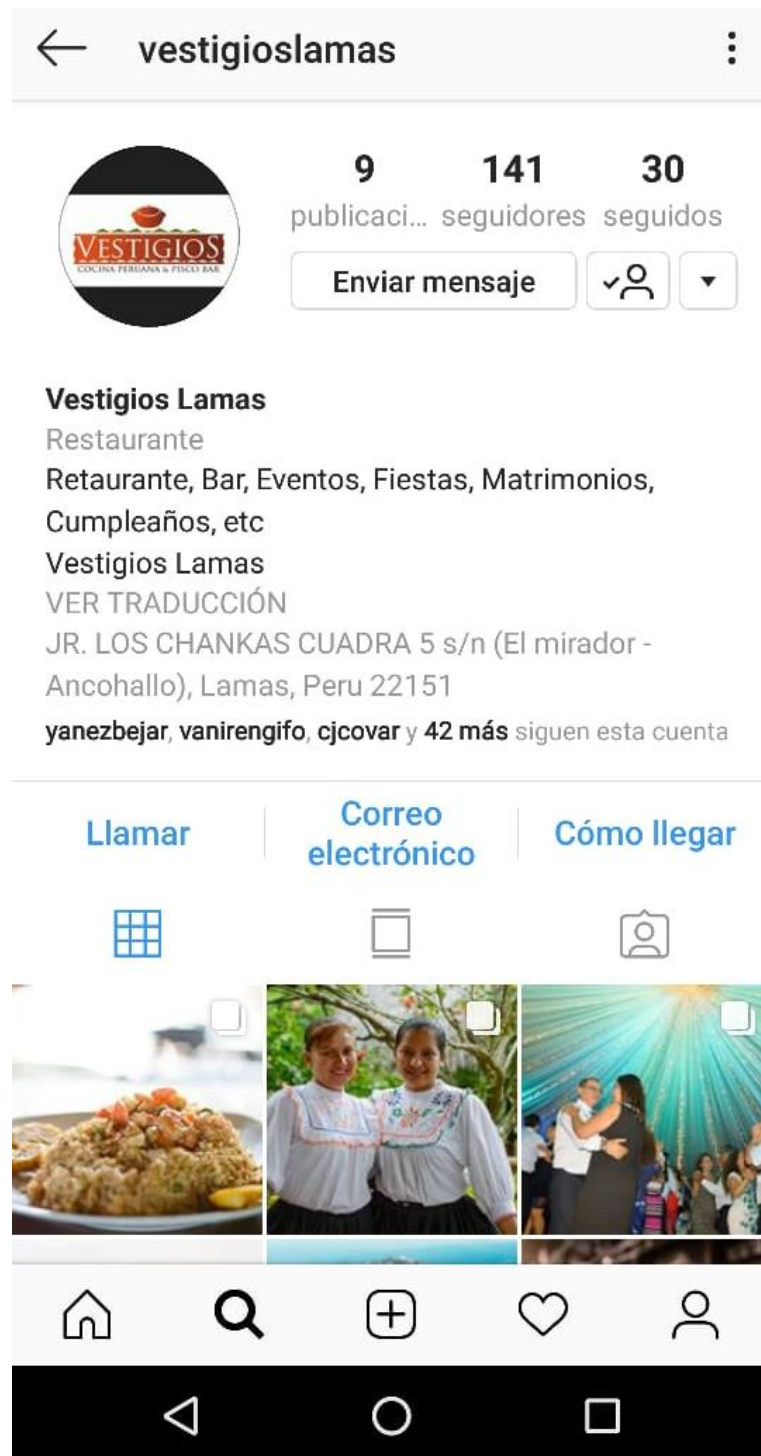 vestigioslamas
VESTIGIOS
COCINA PERUANA & PISCO BAR
9 141 30
publicaci... seguidores seguidos
Enviar mensaje
Vestigios Lamas
Restaurante
Retaurante, Bar, Eventos, Fiestas, Matrimonios,
Cumpleaños, etc
Vestigios Lamas
VER TRADUCCIÓN
JR. LOS CHANKAS CUADRA 5 s/n (El mirador -
Ancohallo), Lamas, Peru 22151
yanezbejar, vanirengifo, cjcovar y 42 más siguen esta cuenta
Llamar
Correo
electrónico
Cómo llegar